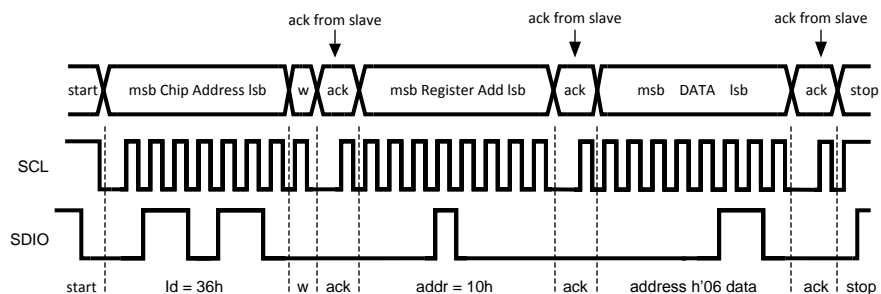 ack from slave ack from slave ack from slave
start msb Chip Address lsb w ack msb Register Add lsb ack msb DATA lsb ack stop
SCL
SDIO
start Id = 36h w ack addr = 10h ack address h'06 data ack stop